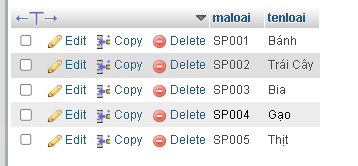 maloai tenloai
Edit Copy Delete SP001 Bánh
Edit Copy Delete SP002 Trái Cây
Edit Copy Delete SP003 Bia
Edit Copy Delete SP004 Gạo
Edit Copy Delete SP005 Thịt